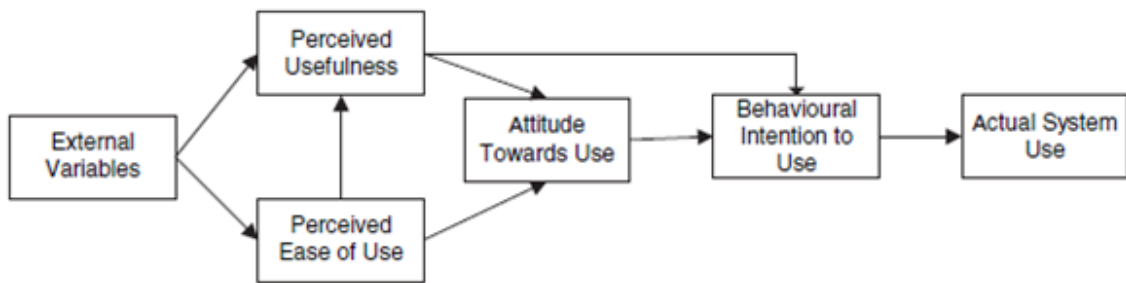 Perceived
Usefulness
External
Variables
Perceived
Ease of Use
Attitude
Towards Use
Behavioural
Intention to
Use
Actual System
Use